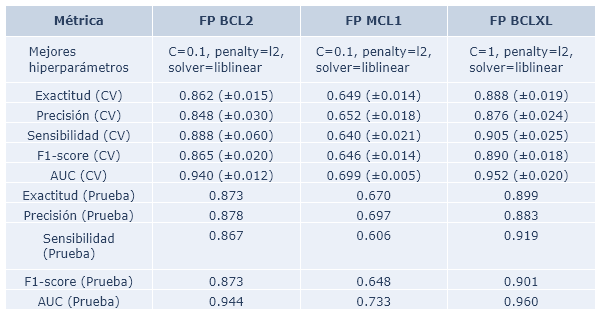 Métrica FP BCL2 FP MCL1 FP BCLXL
Mejores C=0.1, penalty=l2, C=0.1, penalty=l2, C=1, penalty=l2,
hiperparámetros solver=liblinear solver=liblinear solver=liblinear
Exactitud (CV) 0.862 (±0.015) 0.649 (±0.014) 0.888 (±0.019)
Precisión (CV) 0.848 (±0.030) 0.652 (±0.018) 0.876 (±0.024)
Sensibilidad (CV) 0.888 (±0.060) 0.640 (±0.021) 0.905 (±0.025)
F1-score (CV) 0.865 (±0.020) 0.646 (±0.014) 0.890 (±0.018)
AUC (CV) 0.940 (±0.012) 0.699 (±0.005) 0.952 (±0.020)
Exactitud (Prueba) 0.873 0.670 0.899
Precisión (Prueba) 0.878 0.697 0.883
Sensibilidad 0.867 0.606 0.919
(Prueba)
F1-score (Prueba) 0.873 0.648 0.901
AUC (Prueba) 0.944 0.733 0.960